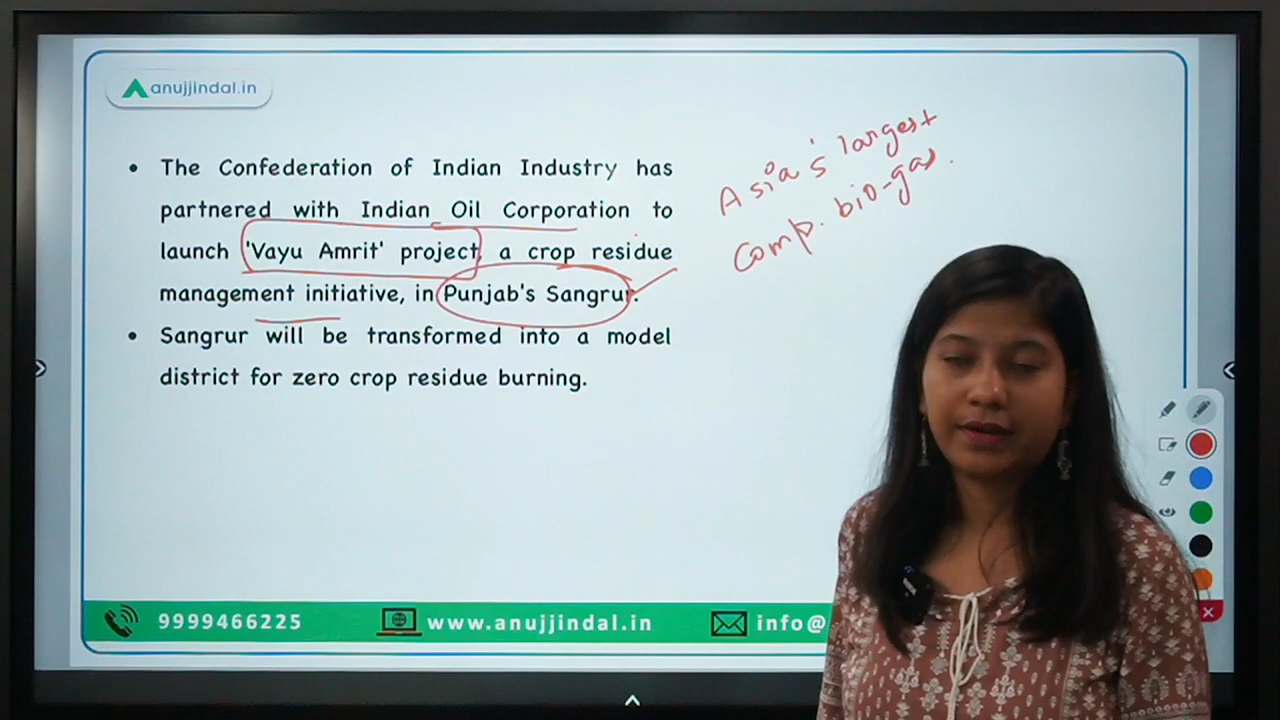 anujjindal.in
• The Confederation of Indian Industry has
partnered with Indian Oil Corporation to
launch 'Vayu Amrit' project, a crop residue
management initiative, in Punjab's Sangrur.
• Sangrur will be transformed into a model
district for zero crop residue burning.
Asia's largest
comp. bio-gas.
9999466225
www.anujjindal.in
info@